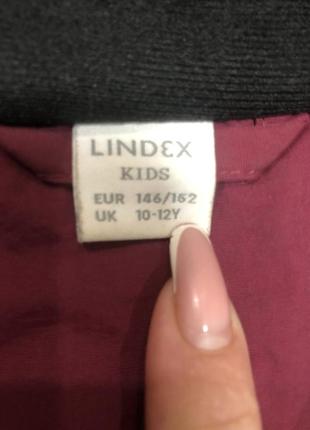 LINDEX
KIDS
EUR 146/152
UK 10-12Y